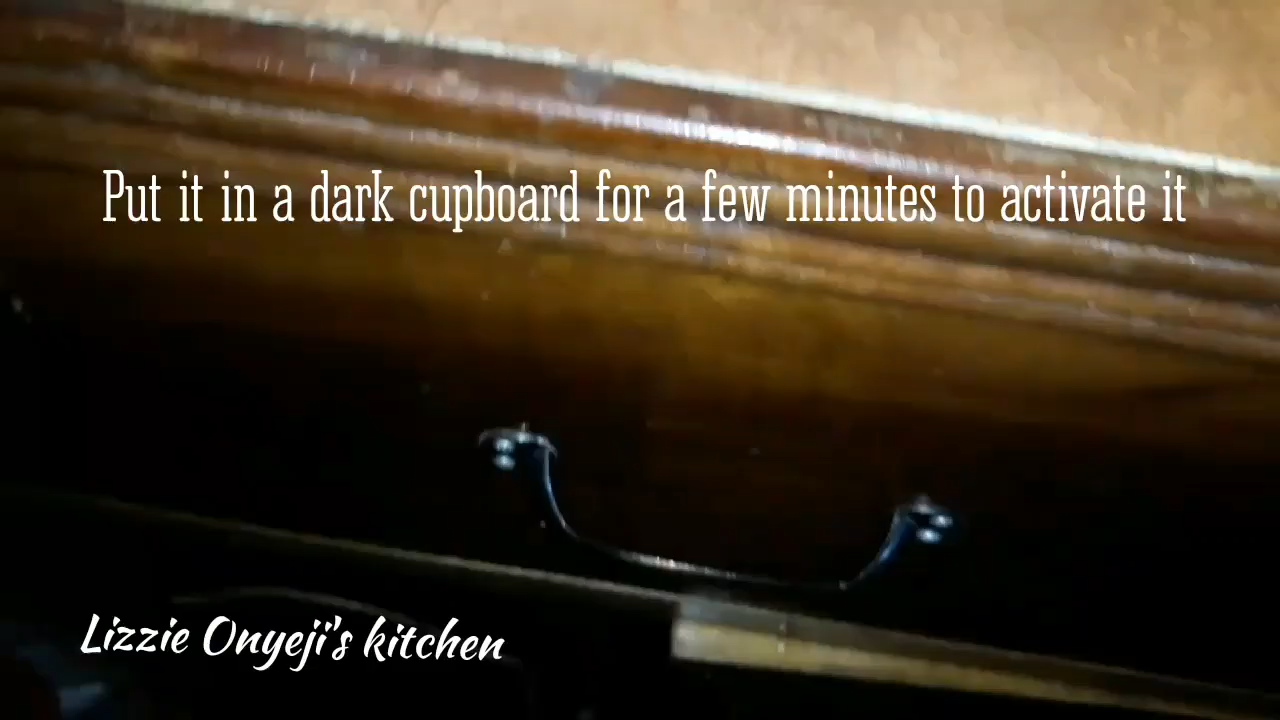 Put it in a dark cupboard for a few minutes to activate it
Lizzie Onyeji's kitchen